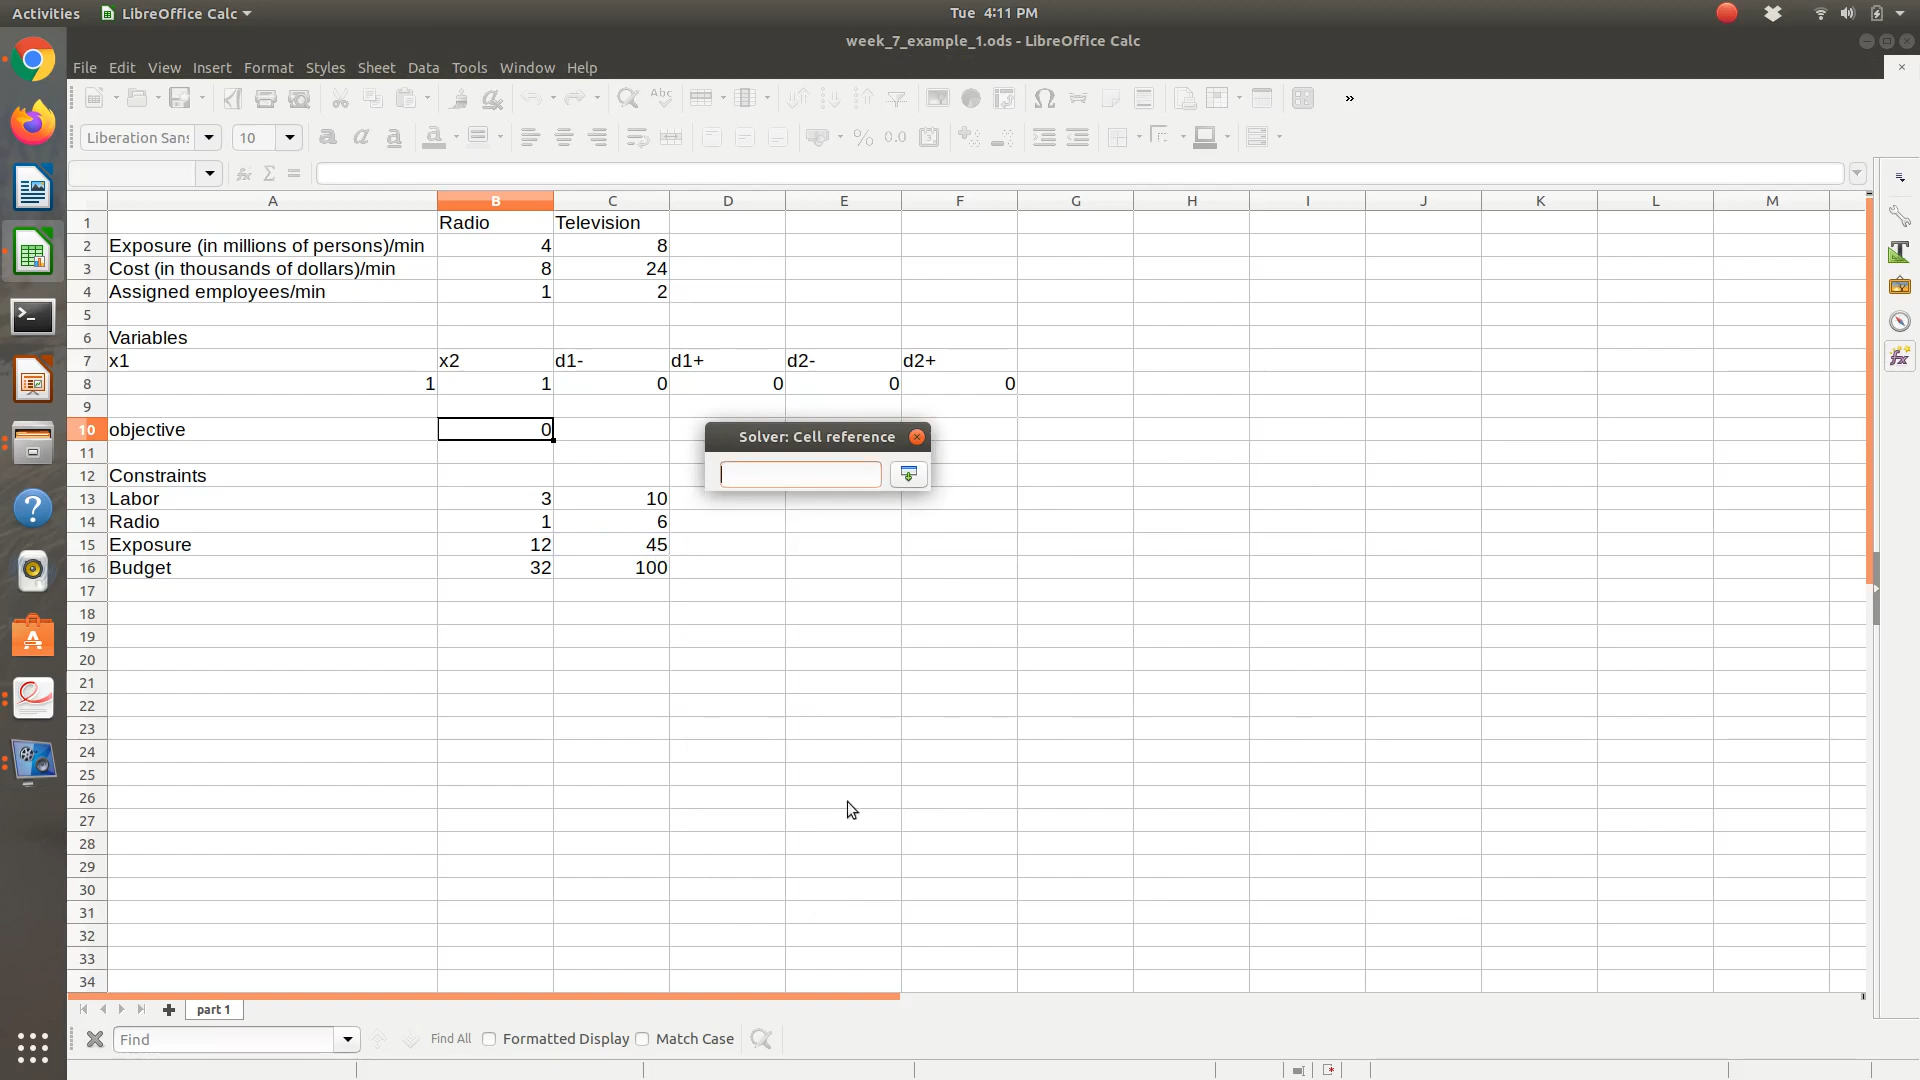 Activities LibreOffice Calc Tue 4:11 PM
week_7_example_1.ods - LibreOffice Calc
File Edit View Insert Format Styles Sheet Data Tools Window Help
Liberation Sans 10
A B C D E F G H I J K L M
1 Radio Television
2 Exposure (in millions of persons)/min 4 8
3 Cost (in thousands of dollars)/min 8 24
4 Assigned employees/min 1 2
5
6 Variables
7 x1 x2 d1- d1+ d2- d2+
8 1 1 0 0 0 0
9
10 objective 0
Solver: Cell reference
11
12 Constraints
13 Labor 3 10
14 Radio 1 6
15 Exposure 12 45
16 Budget 32 100
17
18
19
20
21
22
23
24
25
26
27
28
29
30
31
32
33
34
part 1
Find Find All Formatted Display Match Case